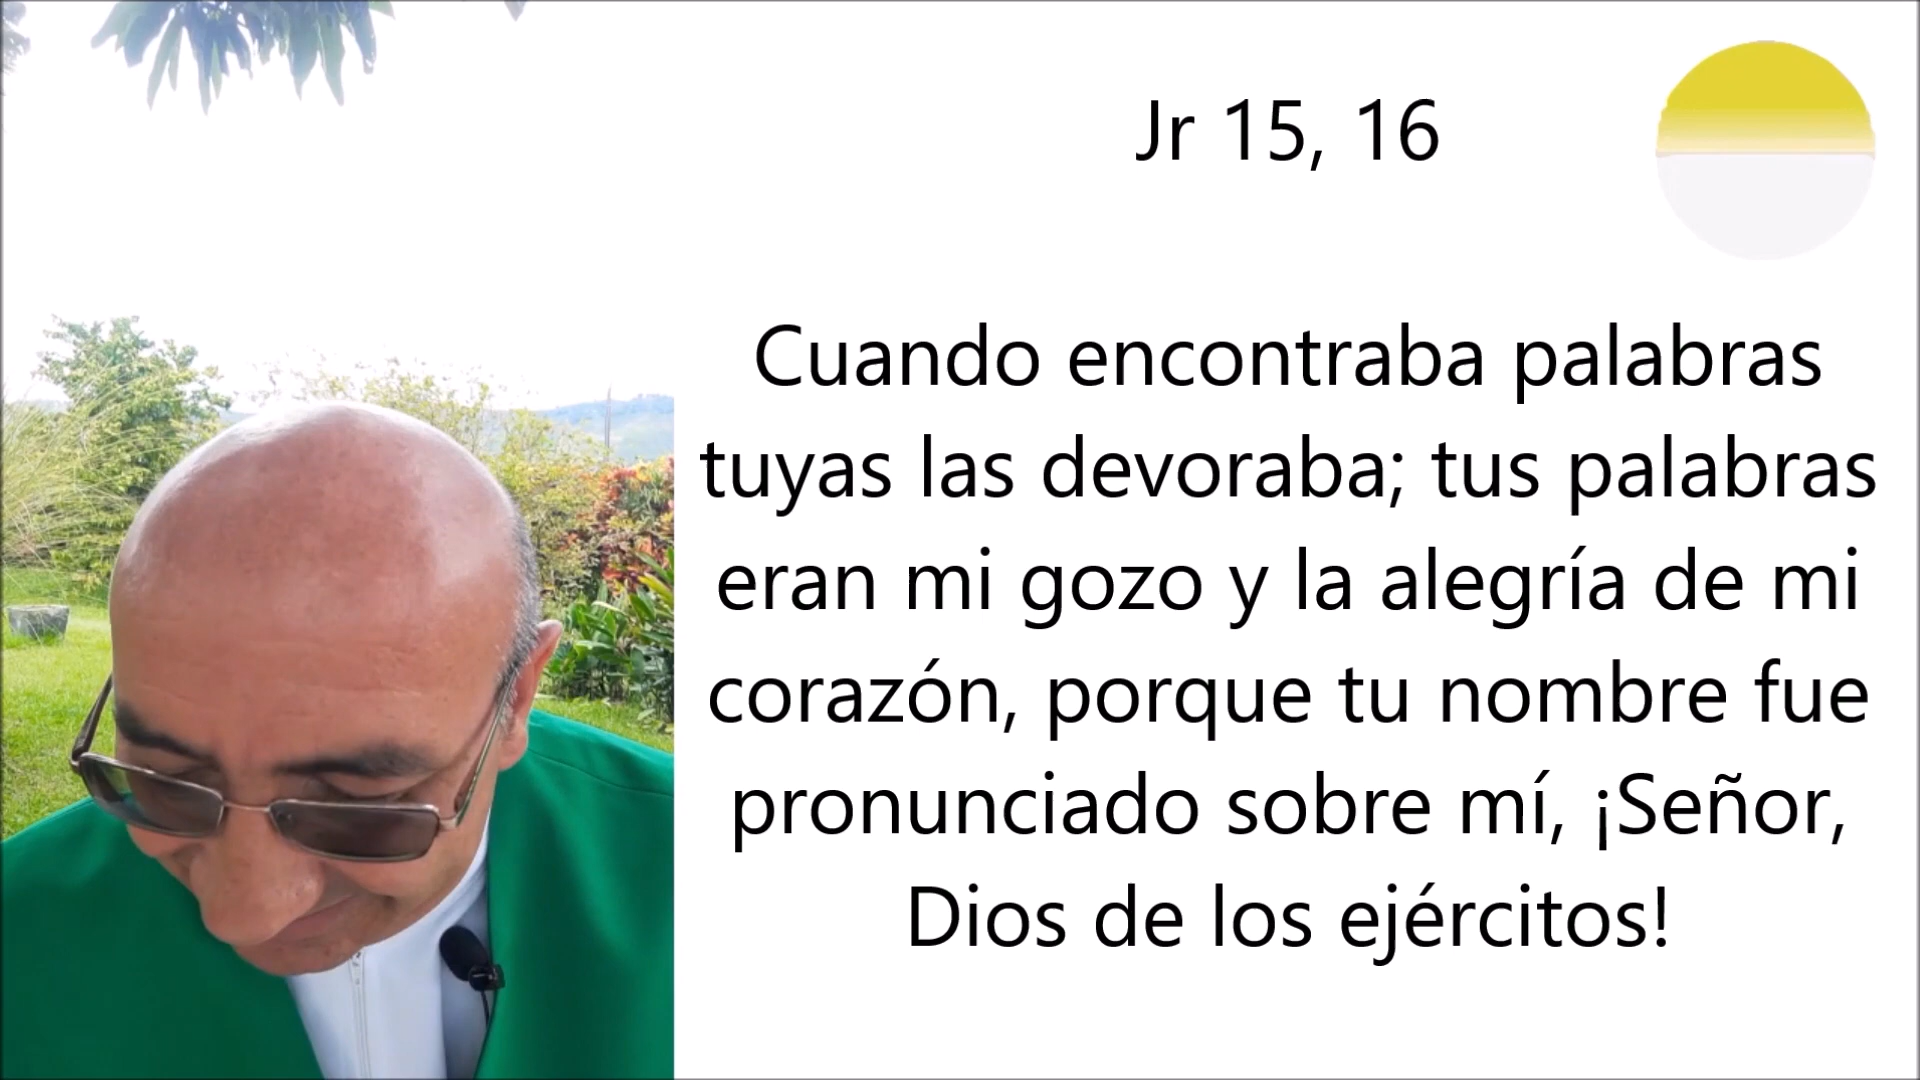 Jr 15, 16
Cuando encontraba palabras
tuyas las devoraba; tus palabras
eran mi gozo y la alegría de mi
corazón, porque tu nombre fue
pronunciado sobre mí, ¡Señor,
Dios de los ejércitos!